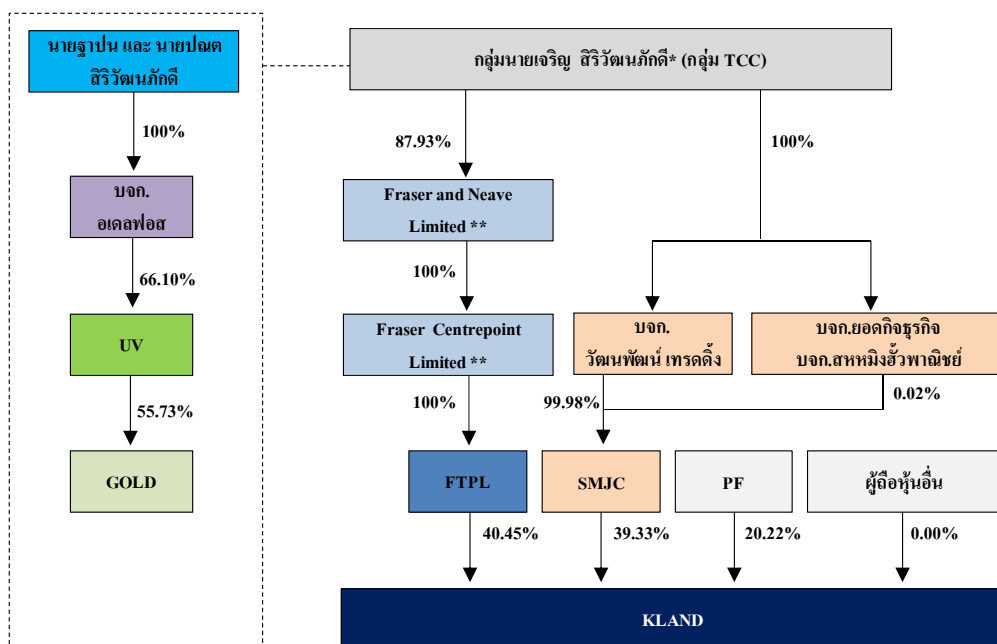 นายฐาปน และ นายปณต
สิริวัฒนภักดี
กลุ่มนายเจริญ สิริวัฒนภักดี* (กลุ่ม TCC)
100%
87.93%
100%
บจก.
อเดลฟอส
Fraser and Neave
Limited **
66.10%
100%
UV
Fraser Centrepoint
Limited **
บจก.
วัฒนพัฒน์ เทรดดิ้ง
บจก.ยอดกิจธุรกิจ
บจก.สหหมิงฮั้วพาณิชย์
55.73%
100%
99.98%
0.02%
GOLD
FTPL
SMJC
PF
ผู้ถือหุ้นอื่น
40.45%
39.33%
20.22%
0.00%
KLAND